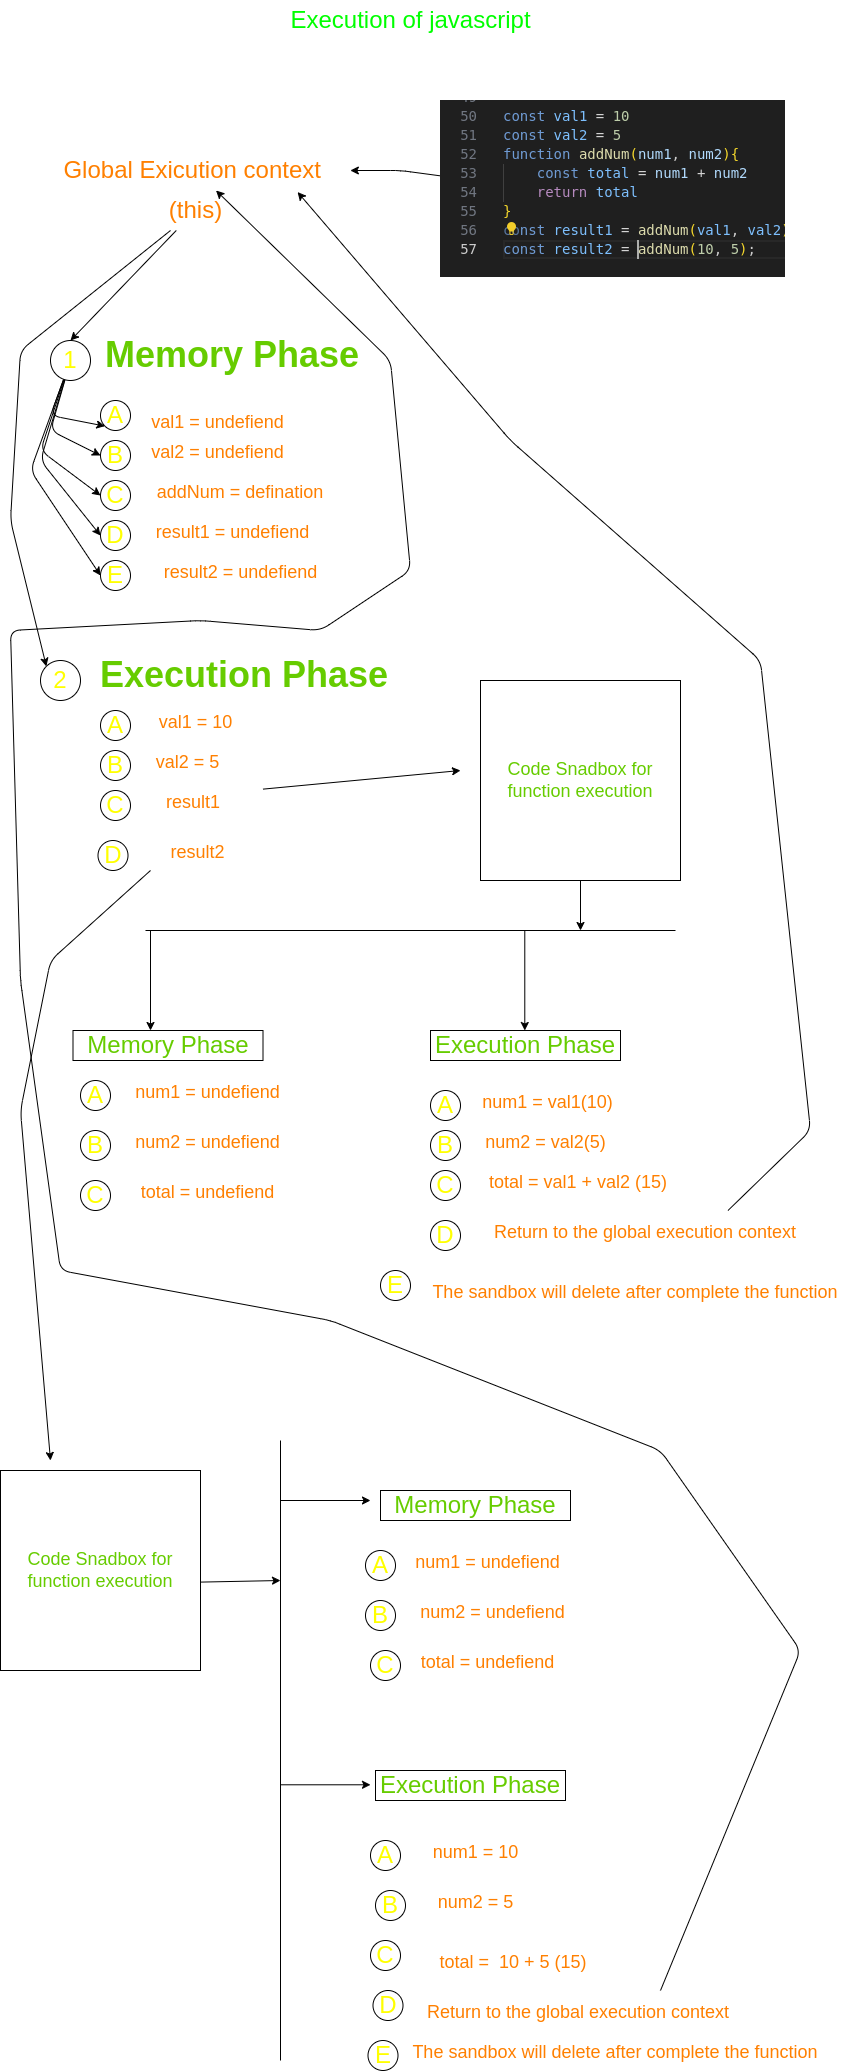 Execution of javascript
Global Exicution context
(this)
50 const val1 = 10
51 const val2 = 5
52 function addNum(num1, num2){
53 const total = num1 + num2
54 return total
55 }
56 const result1 = addNum(val1, val2)
57 const result2 = addNum(10, 5);
1 Memory Phase
A val1 = undefiend
B val2 = undefiend
C addNum = defination
D result1 = undefiend
E result2 = undefiend
2 Execution Phase
A val1 = 10
B val2 = 5
C result1
D result2
Code Snadbox for
function execution
Memory Phase
A num1 = undefiend
B num2 = undefiend
C total = undefiend
Execution Phase
A num1 = val1(10)
B num2 = val2(5)
C total = val1 + val2 (15)
D Return to the global execution context
E The sandbox will delete after complete the function
Code Snadbox for
function execution
Memory Phase
A num1 = undefiend
B num2 = undefiend
C total = undefiend
Execution Phase
A num1 = 10
B num2 = 5
C total = 10 + 5 (15)
D Return to the global execution context
E The sandbox will delete after complete the function